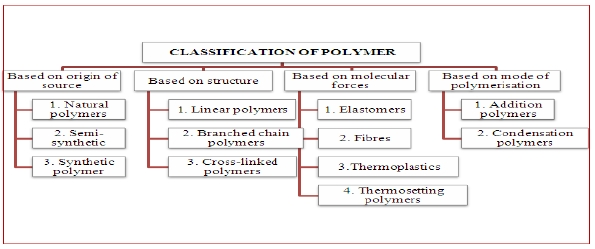 CLASSIFICATION OF POLYMER
Based on origin of
source
1. Natural
polymers
2. Semi-
synthetic
3. Synthetic
polymer
Based on structure
1. Linear polymers
2. Branched chain
polymers
3. Cross-linked
polymers
Based on molecular
forces
1. Elastomers
2. Fibres
3.Thermoplastics
4. Thermosetting
polymers
Based on mode of
polymerisation
1. Addition
polymers
2. Condensation
polymers